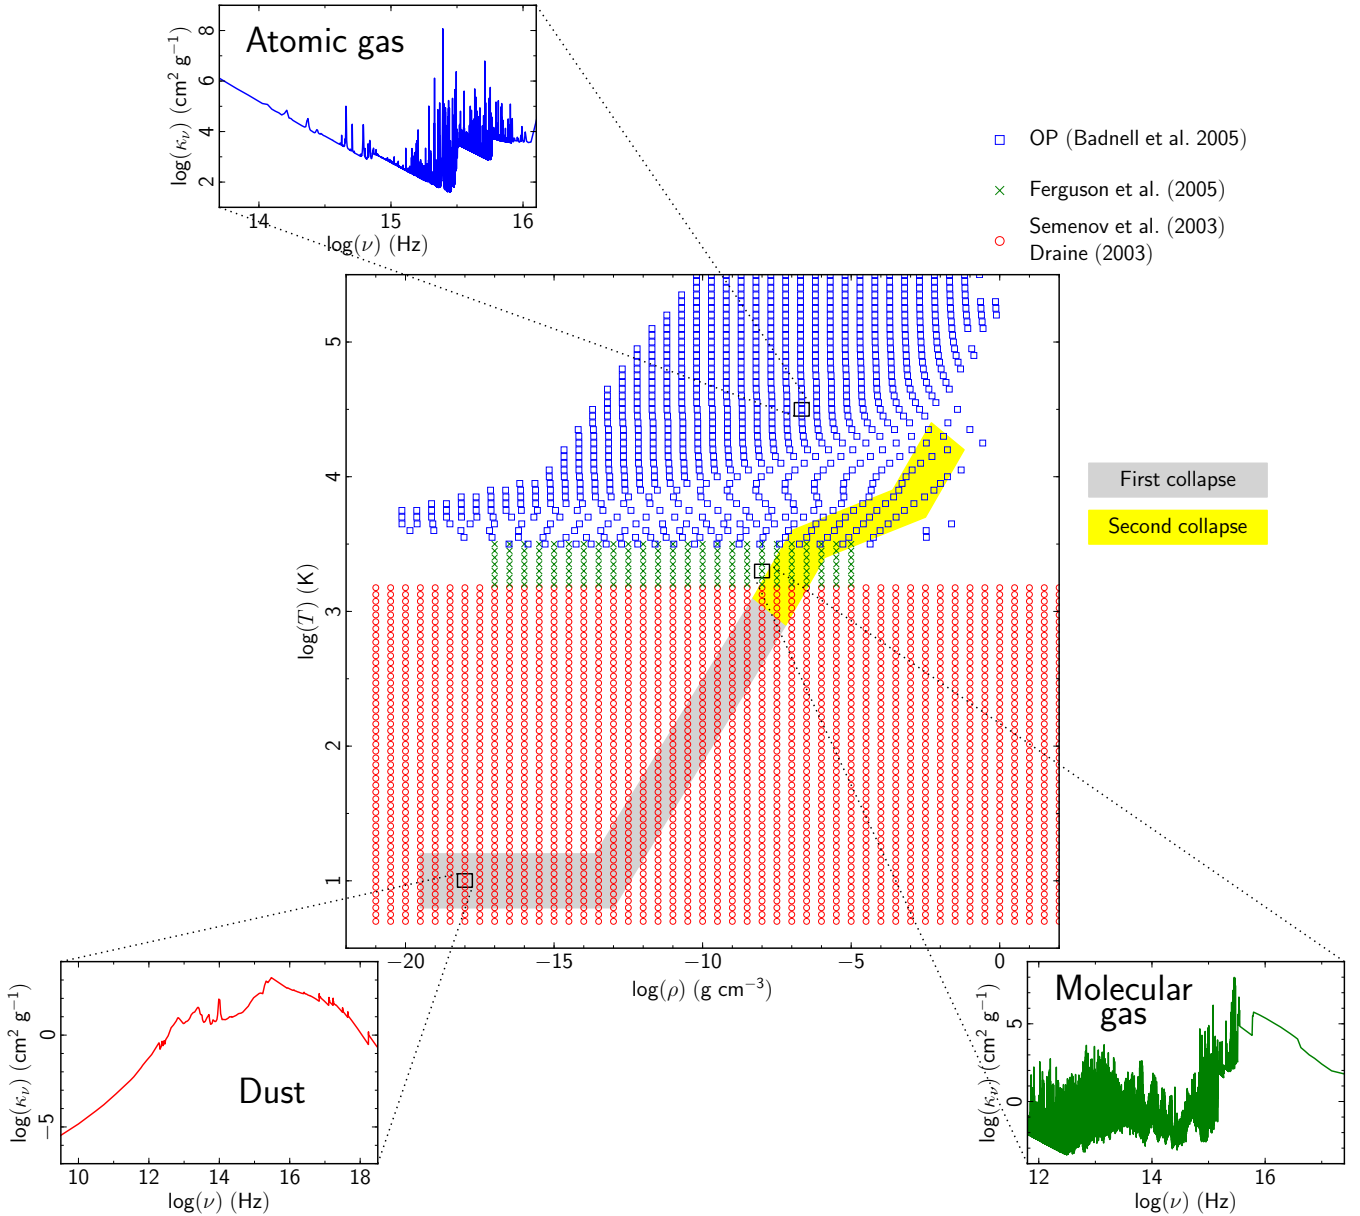 Atomic gas
log(κν) (cm² g⁻¹)
8
6
4
2
14 15 16
log(ν) (Hz)
OP (Badnell et al. 2005)
Ferguson et al. (2005)
Semenov et al. (2003)
Draine (2003)
5
4
3
2
1
log(T) (K)
−20 −15 −10 −5 0
log(ρ) (g cm⁻³)
First collapse
Second collapse
Dust
log(κν) (cm² g⁻¹)
0
−5
10 12 14 16 18
log(ν) (Hz)
Molecular
gas
log(κν) (cm² g⁻¹)
5
0
12 14 16
log(ν) (Hz)